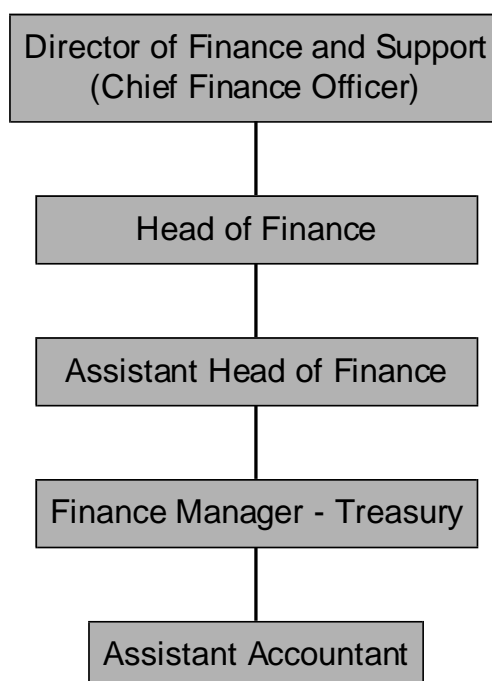 Director of Finance and Support
(Chief Finance Officer)
Head of Finance
Assistant Head of Finance
Finance Manager - Treasury
Assistant Accountant